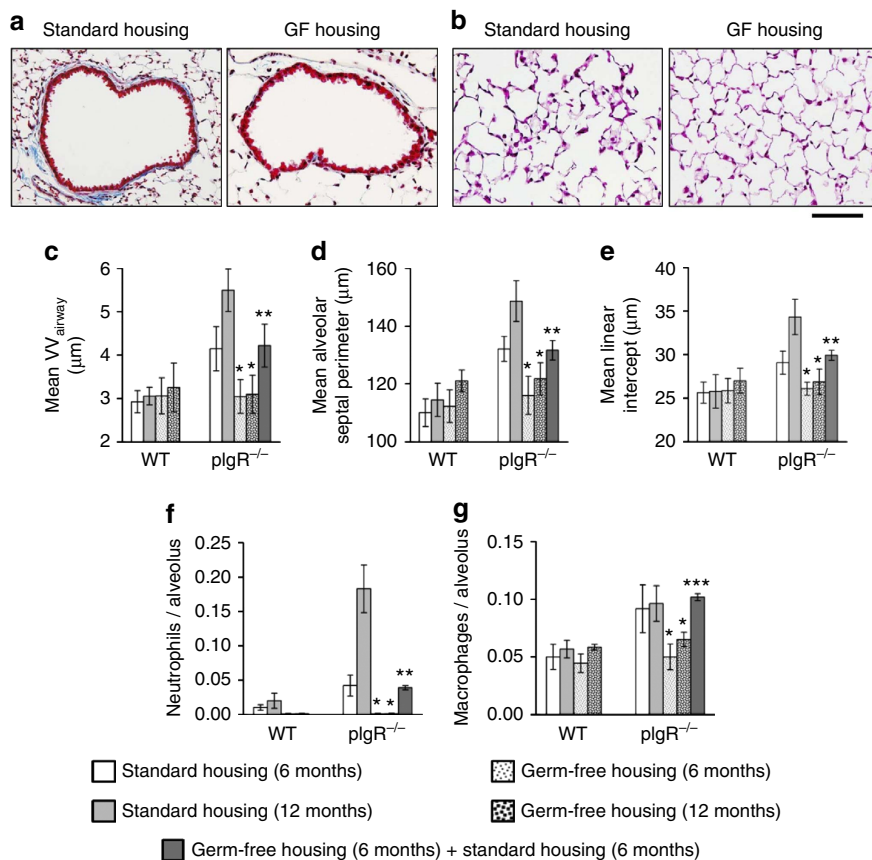 a Standard housing GF housing b Standard housing GF housing
c d e
Mean VVairway (μm)
6
5
4
3
2
WT pIgR–/–
* * **
Mean alveolar septal perimeter (μm)
160
140
120
100
WT pIgR–/–
* * **
Mean linear intercept (μm)
40
35
30
25
20
WT pIgR–/–
* * **
f g
Neutrophils / alveolus
0.25
0.20
0.15
0.10
0.05
0.00
WT pIgR–/–
* * **
Macrophages / alveolus
0.15
0.10
0.05
0.00
WT pIgR–/–
* * ***
Standard housing (6 months) Germ-free housing (6 months)
Standard housing (12 months) Germ-free housing (12 months)
Germ-free housing (6 months) + standard housing (6 months)